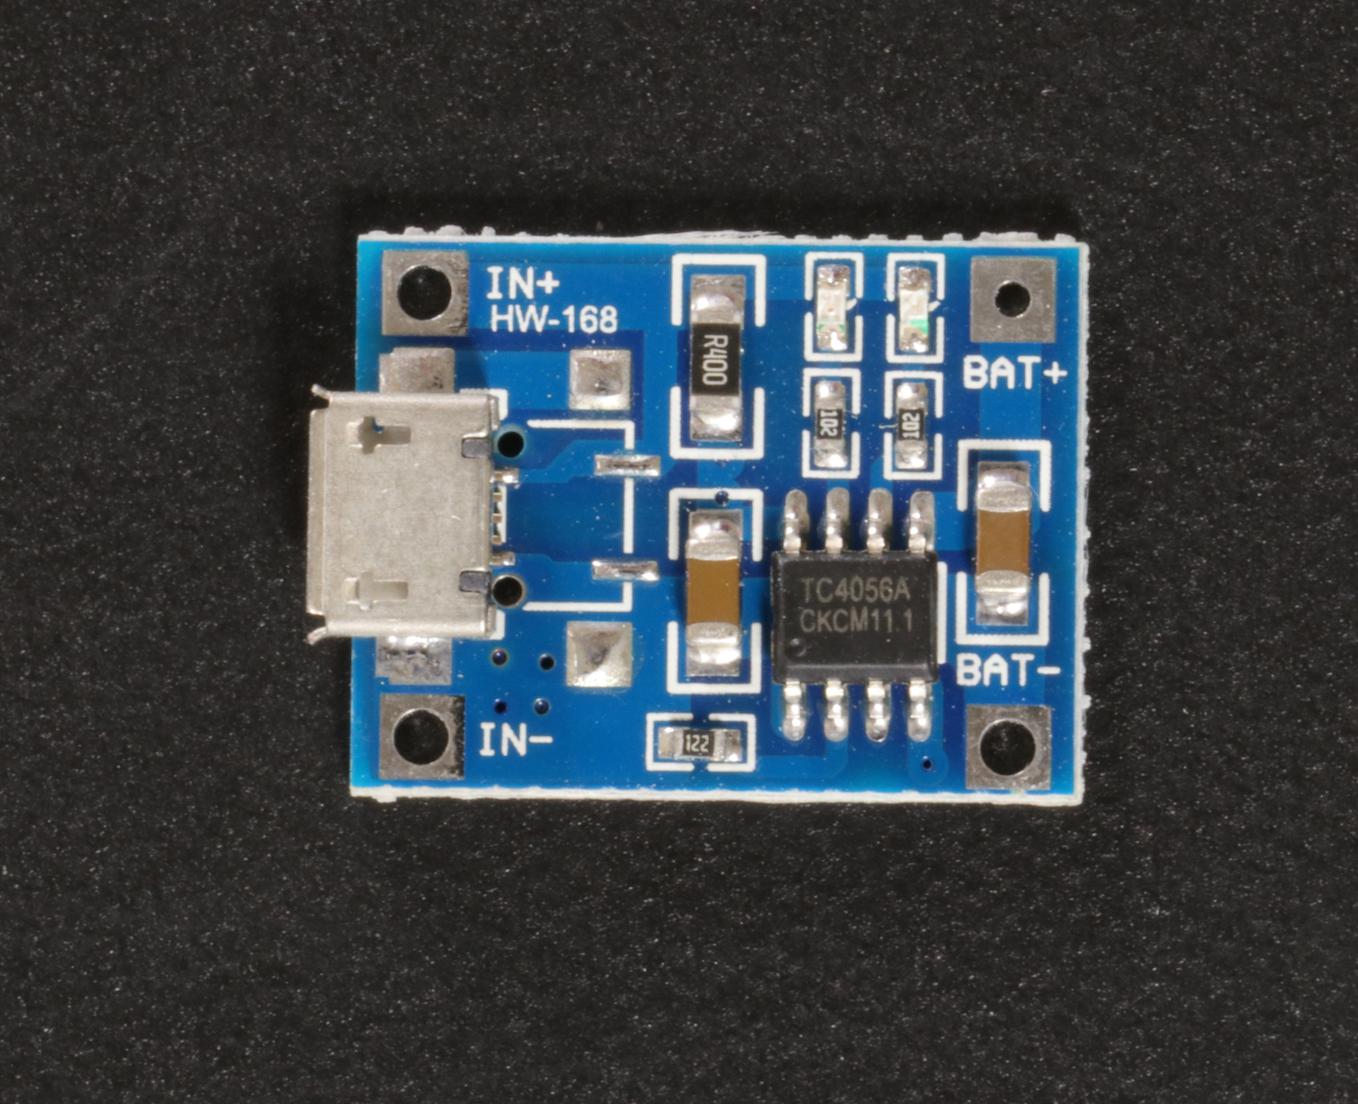 IN+
HW-168
R400
102
102
BAT+
TC4056A
CKCM11.1
BAT-
IN-
122